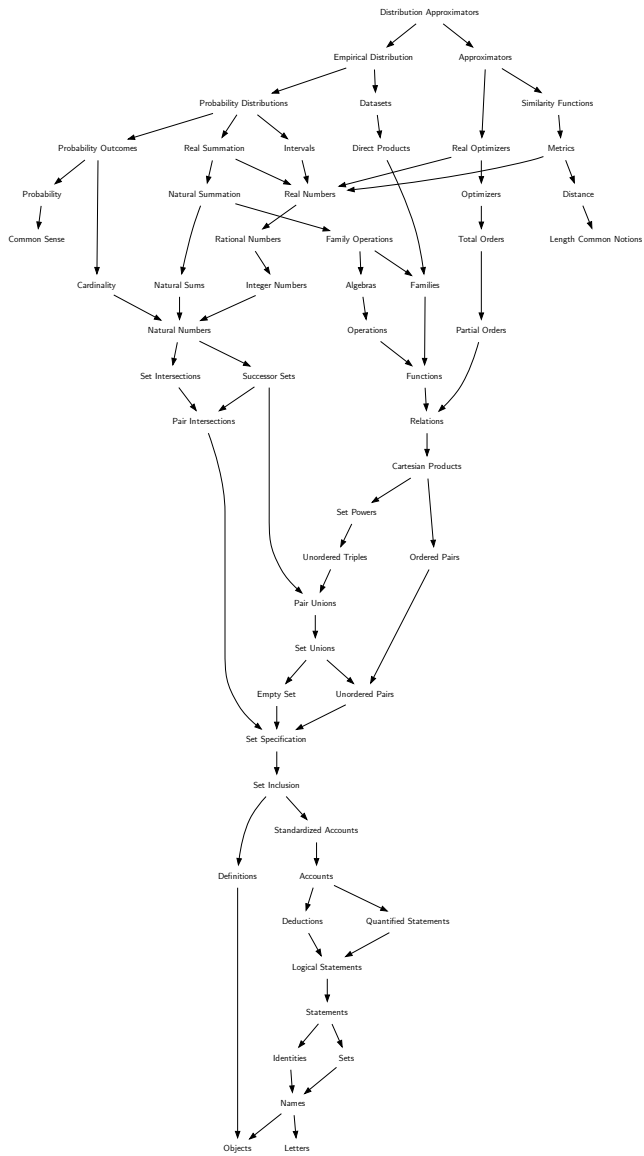 Distribution Approximators
Empirical Distribution
Approximators
Probability Distributions
Datasets
Similarity Functions
Probability Outcomes
Real Summation
Intervals
Direct Products
Real Optimizers
Metrics
Probability
Natural Summation
Real Numbers
Optimizers
Distance
Common Sense
Rational Numbers
Family Operations
Total Orders
Length Common Notions
Cardinality
Natural Sums
Integer Numbers
Algebras
Families
Natural Numbers
Operations
Partial Orders
Set Intersections
Successor Sets
Functions
Pair Intersections
Relations
Cartesian Products
Set Powers
Unordered Triples
Ordered Pairs
Pair Unions
Set Unions
Empty Set
Unordered Pairs
Set Specification
Set Inclusion
Standardized Accounts
Definitions
Accounts
Deductions
Quantified Statements
Logical Statements
Statements
Identities
Sets
Names
Objects
Letters